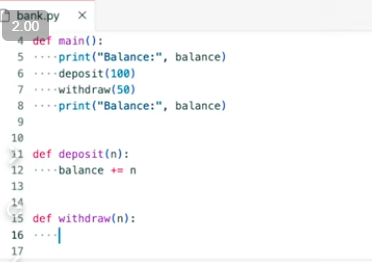 bank.py ×
2.00
4 def main():
5 ····print("Balance:", balance)
6 ····deposit(100)
7 ····withdraw(50)
8 ····print("Balance:", balance)
9
10
11 def deposit(n):
12 ····balance += n
13
14
15 def withdraw(n):
16 ····
17